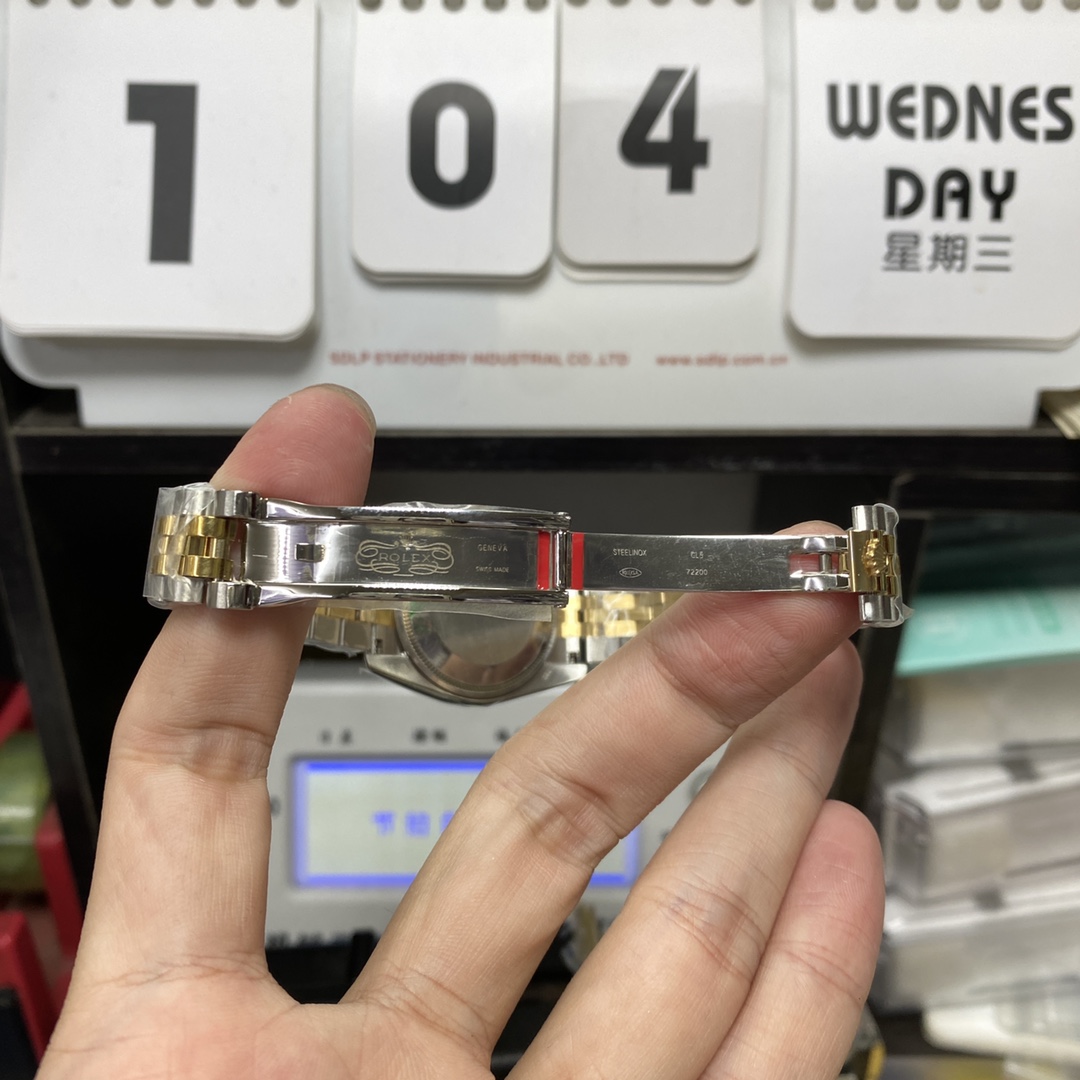 1
0
4
WEDNES
DAY
星期三
SDLP STATIONERY INDUSTRIAL CO.,LTD
www.sdlp.com.cn
ROLEX
GENEVA
SWISS MADE
STEELINOX
CL5
72200